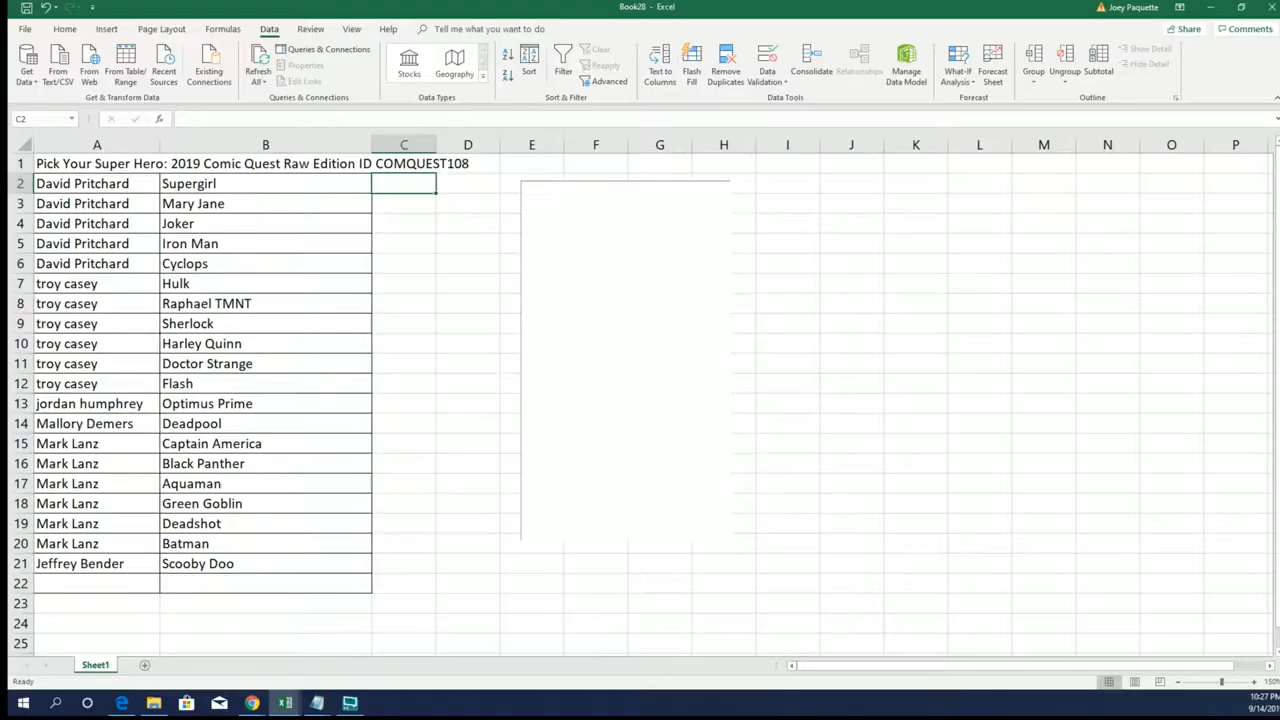 Book28 - Excel
Joey Paquette
File Home Insert Page Layout Formulas Data Review View Help Tell me what you want to do Share Comments
Get Data From Text/CSV From Web From Table/ Range Recent Sources Existing Connections Refresh All Queries & Connections Properties Edit Links Stocks Geography Sort Filter Clear Reapply Advanced Text to Columns Flash Fill Remove Duplicates Data Validation Consolidate Relationships Manage Data Model What-If Analysis Forecast Sheet Group Ungroup Subtotal Show Detail Hide Detail
Get & Transform Data Queries & Connections Data Types Sort & Filter Data Tools Forecast Outline
C2 fx
A B C D E F G H I J K L M N O P
1 Pick Your Super Hero: 2019 Comic Quest Raw Edition ID COMQUEST108
2 David Pritchard Supergirl
3 David Pritchard Mary Jane
4 David Pritchard Joker
5 David Pritchard Iron Man
6 David Pritchard Cyclops
7 troy casey Hulk
8 troy casey Raphael TMNT
9 troy casey Sherlock
10 troy casey Harley Quinn
11 troy casey Doctor Strange
12 troy casey Flash
13 jordan humphrey Optimus Prime
14 Mallory Demers Deadpool
15 Mark Lanz Captain America
16 Mark Lanz Black Panther
17 Mark Lanz Aquaman
18 Mark Lanz Green Goblin
19 Mark Lanz Deadshot
20 Mark Lanz Batman
21 Jeffrey Bender Scooby Doo
22
23
24
25
Sheet1
Ready 150%
10:27 PM
9/14/201